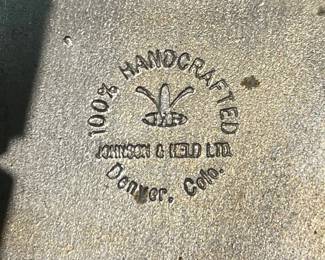 100% HANDCRAFTED
JOHNSON & HELD LTD.
Denver, Colo.